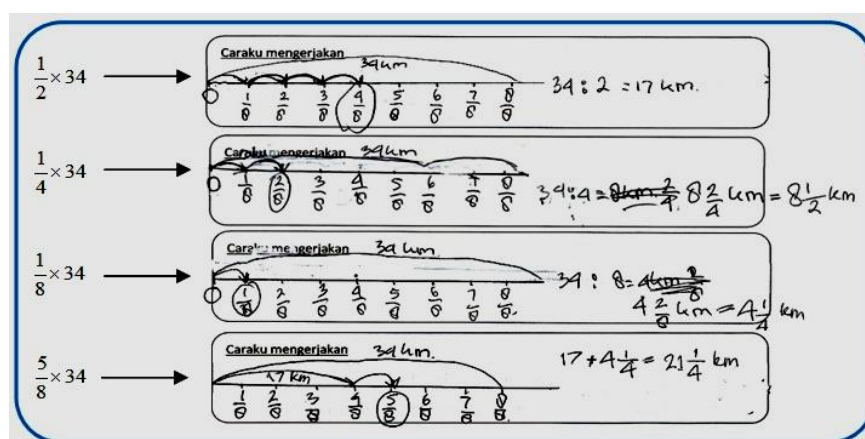 1/2 × 34
Caraku mengerjakan
34km
0 1/8 2/8 3/8 4/8 5/8 6/8 7/8 8/8
34 : 2 = 17 km.
1/4 × 34
Caraku mengerjakan 34km
0 1/8 2/8 3/8 4/8 5/8 6/8 7/8 8/8
34 : 4 = 8 2/4 km = 8 1/2 km
1/8 × 34
Caraku mengerjakan 34 km
0 1/8 2/8 3/8 4/8 5/8 6/8 7/8 8/8
34 : 8 =
4 2/8 km = 4 1/4 km
5/8 × 34
Caraku mengerjakan 34 km.
17 km
1/8 2/8 3/8 4/8 5/8 6/8 7/8 8/8
17 + 4 1/4 = 21 1/4 km